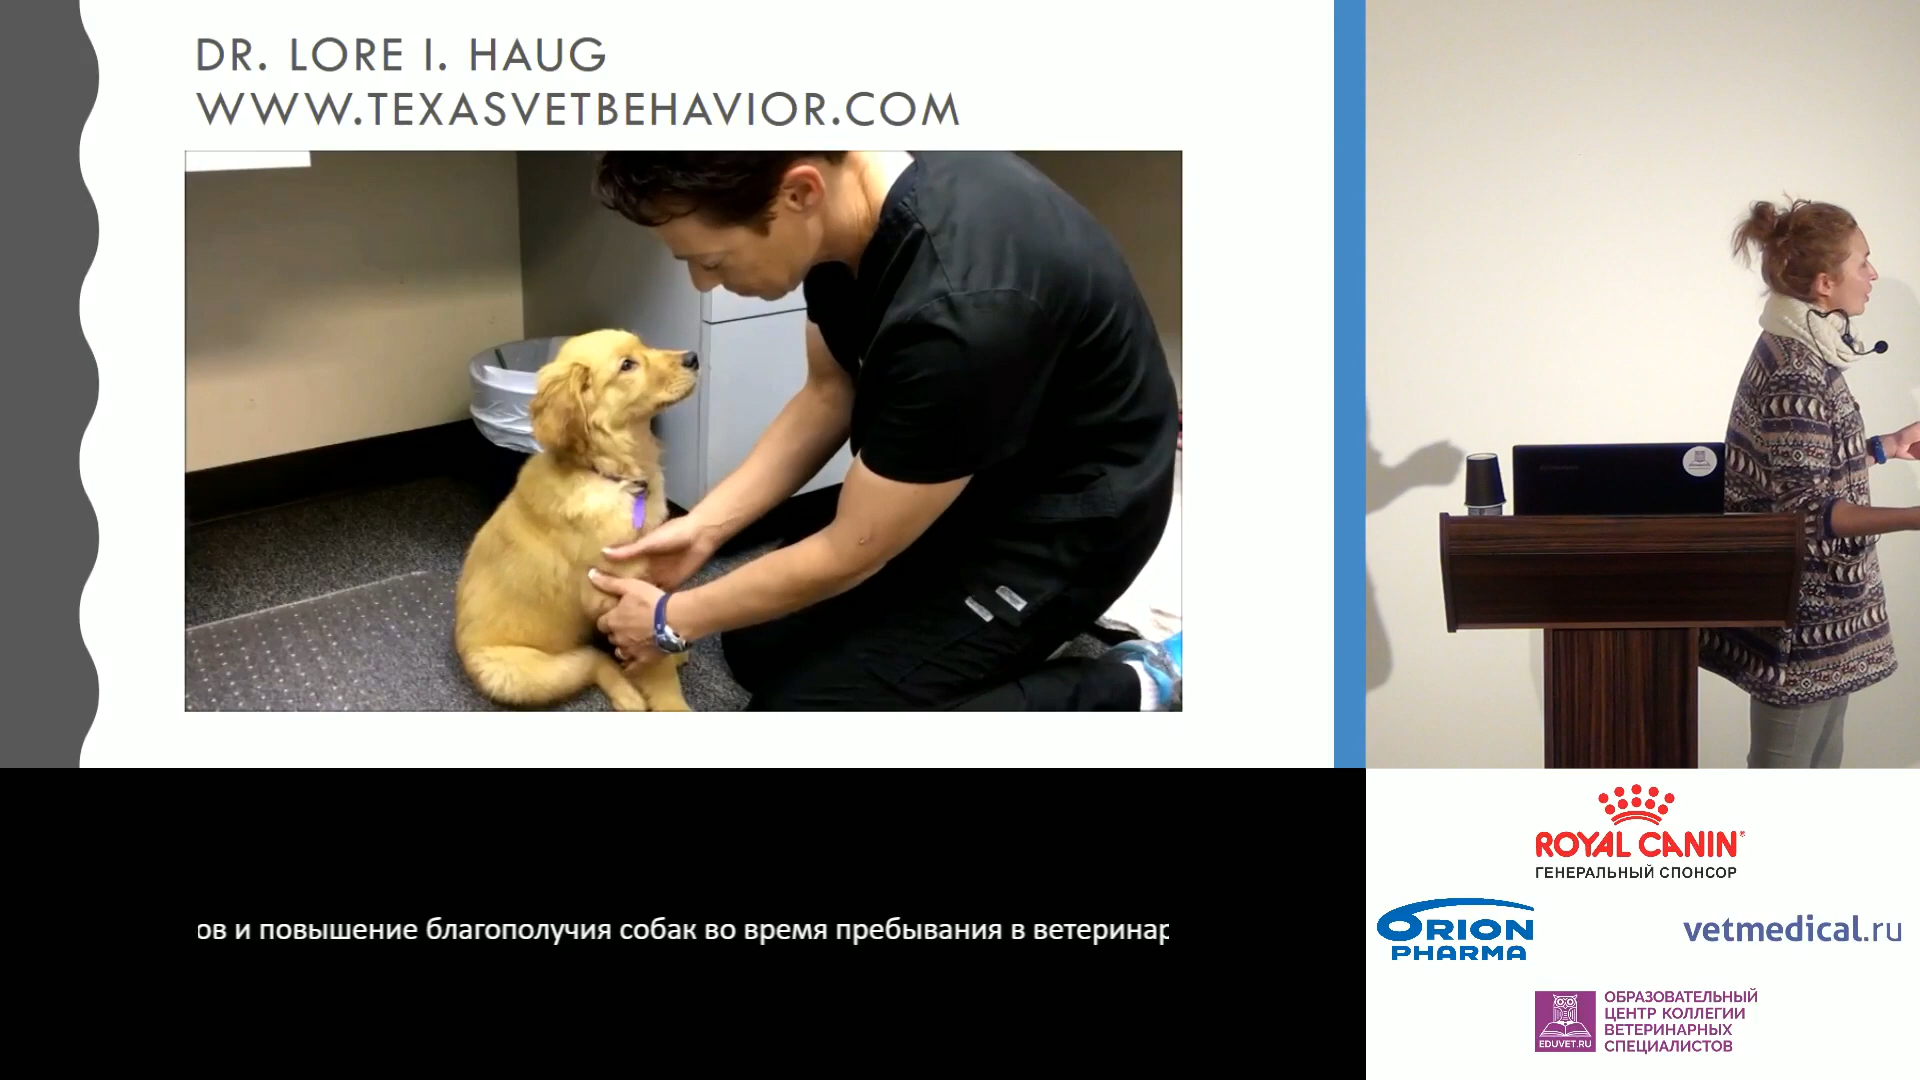 DR. LORE I. HAUG
WWW.TEXASVETBEHAVIOR.COM
ов и повышение благополучия собак во время пребывания в ветеринар
ROYAL CANIN
ГЕНЕРАЛЬНЫЙ СПОНСОР
ORION
PHARMA
vetmedical.ru
EDUVET.RU
ОБРАЗОВАТЕЛЬНЫЙ
ЦЕНТР КОЛЛЕГИИ
ВЕТЕРИНАРНЫХ
СПЕЦИАЛИСТОВ